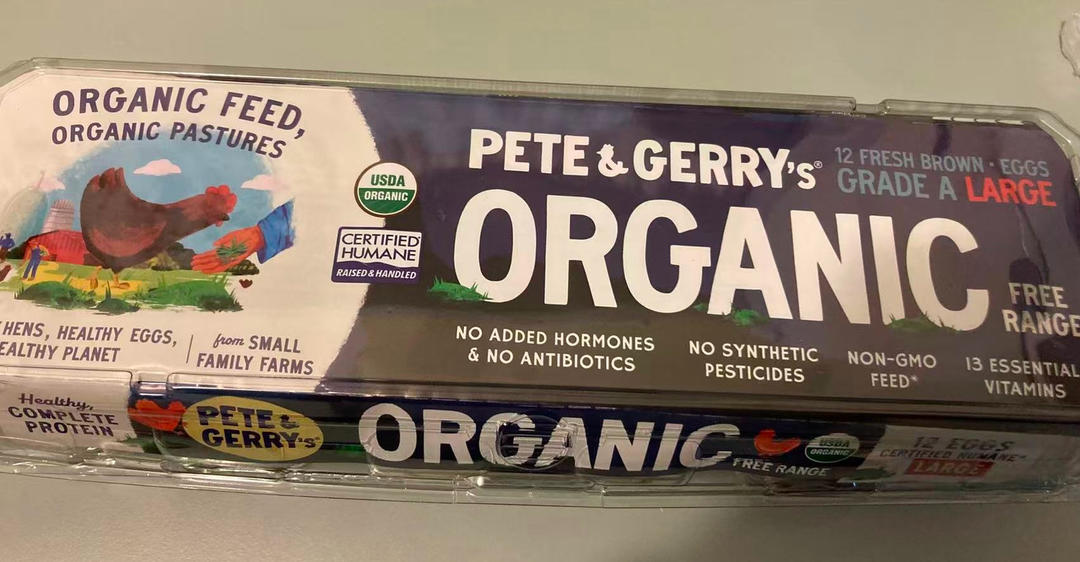 ORGANIC FEED,
ORGANIC PASTURES
HENS, HEALTHY EGGS,
PLANET
from SMALL
FAMILY FARMS
USDA
ORGANIC
CERTIFIED
HUMANE
RAISED & HANDLED
PETE & GERRY's®
ORGANIC
12 FRESH BROWN · EGGS
GRADE A LARGE
FREE
RANGE
NO ADDED HORMONES
& NO ANTIBIOTICS
NO SYNTHETIC
PESTICIDES
NON-GMO
FEED*
13 ESSENTIAL
VITAMINS
Healthy,
COMPLETE
PROTEIN
PETE &
GERRY's
ORGANIC
FREE RANGE
USDA
ORGANIC
12 EGGS
CERTIFIED HUMANE
LARGE